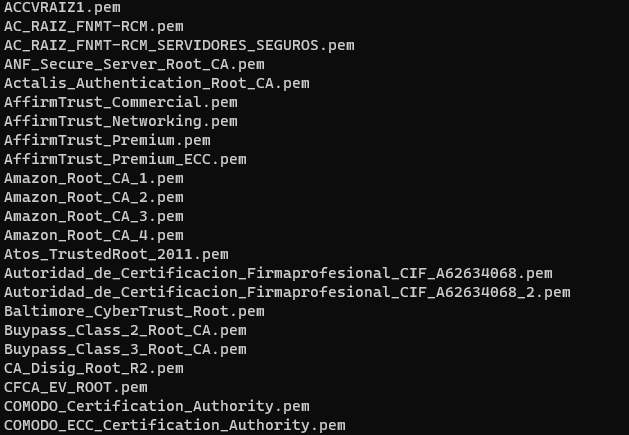 ACCVRAIZ1.pem
AC_RAIZ_FNMT-RCM.pem
AC_RAIZ_FNMT-RCM_SERVIDORES_SEGUROS.pem
ANF_Secure_Server_Root_CA.pem
Actalis_Authentication_Root_CA.pem
AffirmTrust_Commercial.pem
AffirmTrust_Networking.pem
AffirmTrust_Premium.pem
AffirmTrust_Premium_ECC.pem
Amazon_Root_CA_1.pem
Amazon_Root_CA_2.pem
Amazon_Root_CA_3.pem
Amazon_Root_CA_4.pem
Atos_TrustedRoot_2011.pem
Autoridad_de_Certificacion_Firmaprofesional_CIF_A62634068.pem
Autoridad_de_Certificacion_Firmaprofesional_CIF_A62634068_2.pem
Baltimore_CyberTrust_Root.pem
Buypass_Class_2_Root_CA.pem
Buypass_Class_3_Root_CA.pem
CA_Disig_Root_R2.pem
CFCA_EV_ROOT.pem
COMODO_Certification_Authority.pem
COMODO_ECC_Certification_Authority.pem